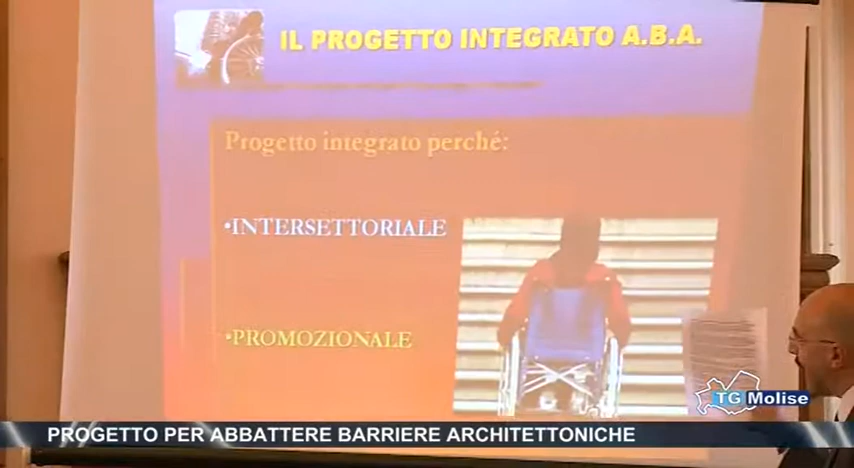 IL PROGETTO INTEGRATO A.B.A.
Progetto integrato perché:
•INTERSETTORIALE
•PROMOZIONALE
TG Molise
PROGETTO PER ABBATTERE BARRIERE ARCHITETTONICHE